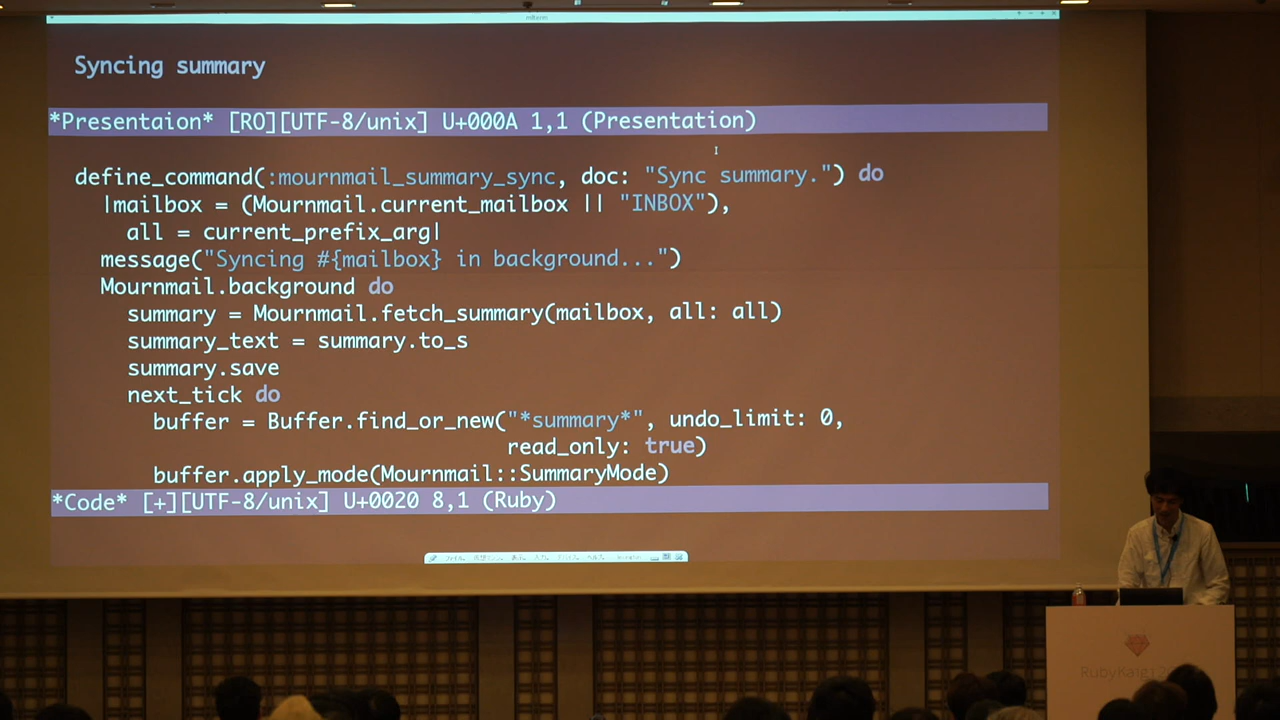 mlterm
Syncing summary
*Presentaion* [RO][UTF-8/unix] U+000A 1,1 (Presentation)
define_command(:mournmail_summary_sync, doc: "Sync summary.") do
|mailbox = (Mournmail.current_mailbox || "INBOX"),
all = current_prefix_arg|
message("Syncing #{mailbox} in background...")
Mournmail.background do
summary = Mournmail.fetch_summary(mailbox, all: all)
summary_text = summary.to_s
summary.save
next_tick do
buffer = Buffer.find_or_new("*summary*", undo_limit: 0,
read_only: true)
buffer.apply_mode(Mournmail::SummaryMode)
*Code* [+][UTF-8/unix] U+0020 8,1 (Ruby)
RubyKaigi 20